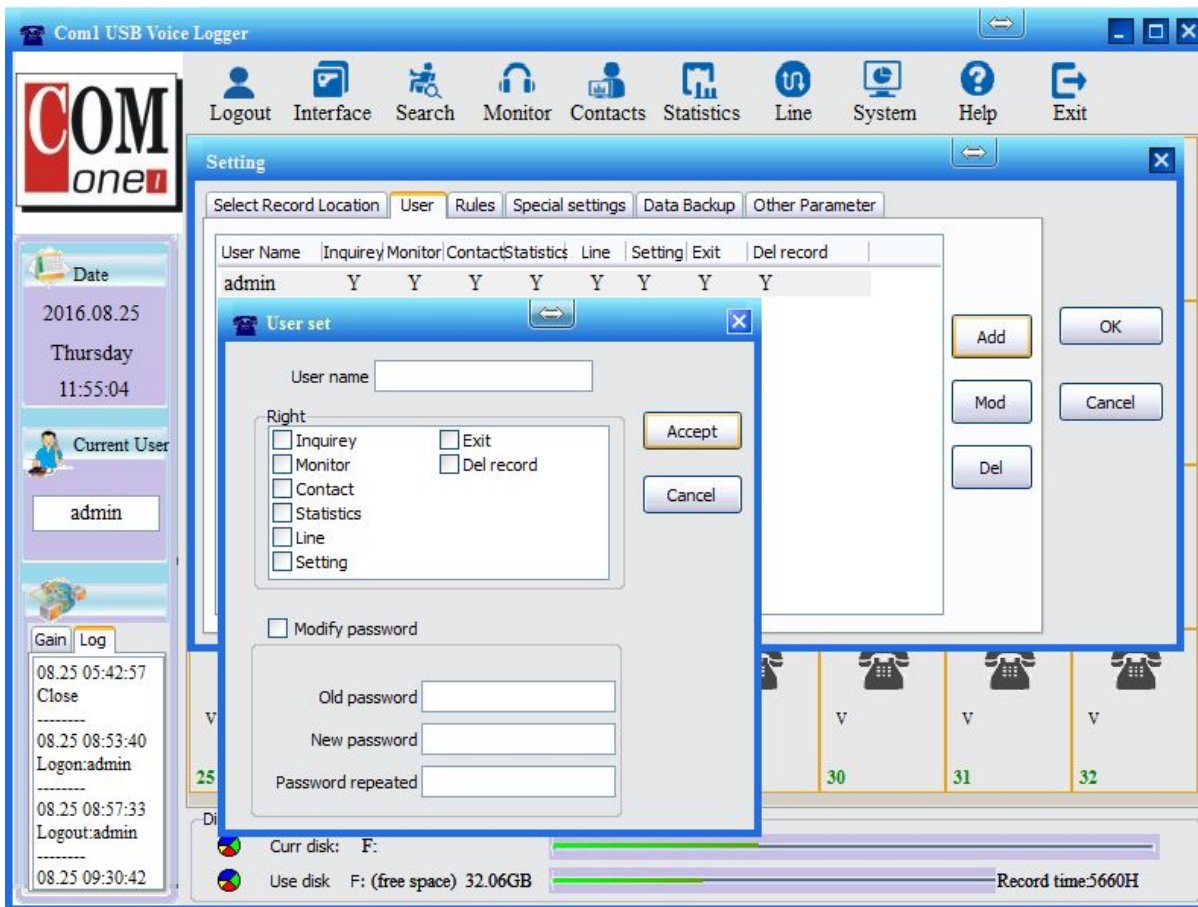 Com1 USB Voice Logger
COM
one1
Logout Interface Search Monitor Contacts Statistics Line System Help Exit
Setting
Select Record Location User Rules Special settings Data Backup Other Parameter
User Name Inquirey Monitor Contact Statistics Line Setting Exit Del record
admin Y Y Y Y Y Y Y Y
Add
Mod
Del
OK
Cancel
User set
User name
Right
Inquirey
Monitor
Contact
Statistics
Line
Setting
Exit
Del record
Accept
Cancel
Modify password
Old password
New password
Password repeated
Date
2016.08.25
Thursday
11:55:04
Current User
admin
Gain Log
08.25 05:42:57
Close
--------
08.25 08:53:40
Logon:admin
--------
08.25 08:57:33
Logout:admin
--------
08.25 09:30:42
V V V V
25 30 31 32
Di
Curr disk: F:
Use disk F: (free space) 32.06GB Record time:5660H